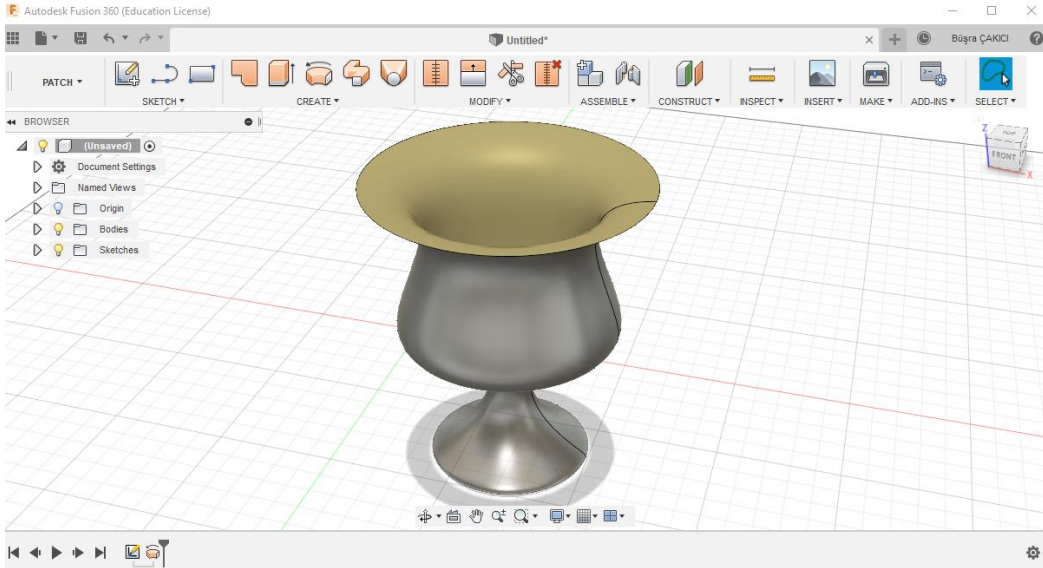 Autodesk Fusion 360 (Education License)
Untitled*
Büşra ÇAKICI
PATCH
SKETCH
CREATE
MODIFY
ASSEMBLE
CONSTRUCT
INSPECT
INSERT
MAKE
ADD-INS
SELECT
BROWSER
(Unsaved)
Document Settings
Named Views
Origin
Bodies
Sketches
Z
TOP
FRONT
X